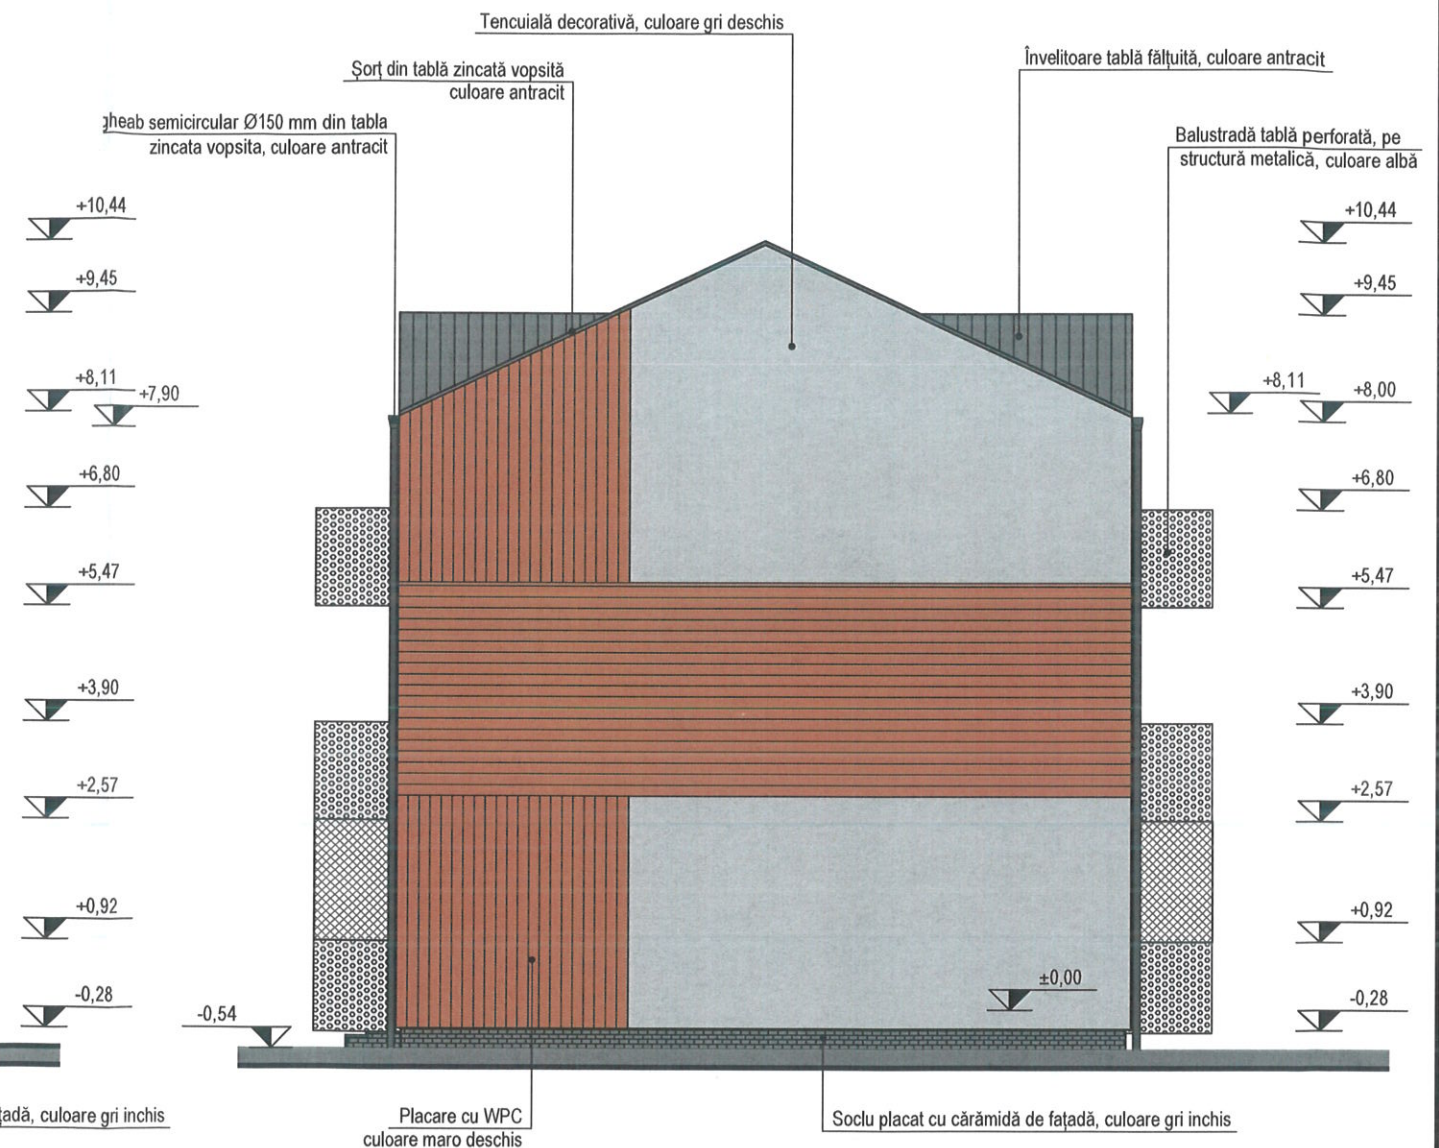 Tencuială decorativă, culoare gri deschis
Șorț din tablă zincată vopsită
culoare antracit
Învelitoare tablă fălțuită, culoare antracit
gheab semicircular Ø150 mm din tabla
zincata vopsita, culoare antracit
Balustradă tablă perforată, pe
structură metalică, culoare albă
+10,44
+10,44
+9,45
+9,45
+8,11
+7,90
+8,11
+8,00
+6,80
+6,80
+5,47
+5,47
+3,90
+3,90
+2,57
+2,57
+0,92
+0,92
±0,00
-0,28
-0,28
-0,54
țadă, culoare gri inchis
Placare cu WPC
culoare maro deschis
Soclu placat cu cărămidă de fațadă, culoare gri inchis